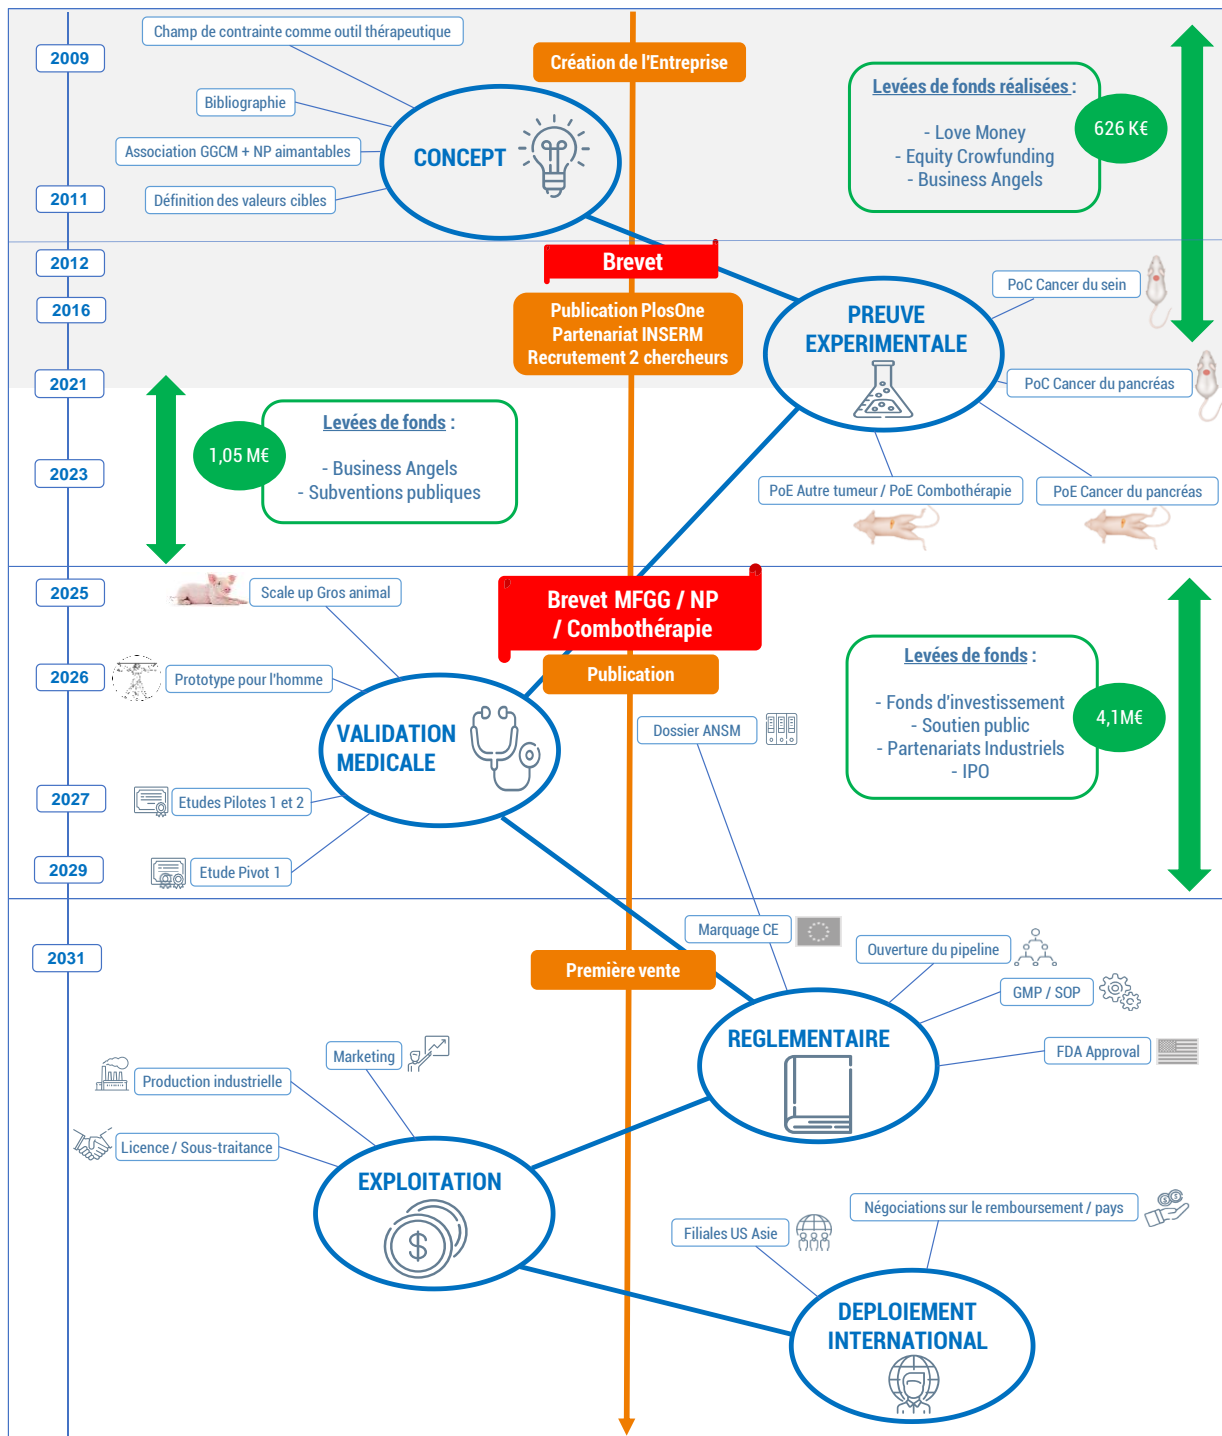 2009
Champ de contrainte comme outil thérapeutique
Création de l'Entreprise
Bibliographie
Association GGCM + NP aimantables
CONCEPT
Définition des valeurs cibles
2011
Levées de fonds réalisées :
- Love Money
- Equity Crowfunding
- Business Angels
626 K€
2012
Brevet
2016
Publication PlosOne
Partenariat INSERM
Recrutement 2 chercheurs
PREUVE
EXPERIMENTALE
PoC Cancer du sein
2021
PoC Cancer du pancréas
1,05 M€
Levées de fonds :
- Business Angels
- Subventions publiques
2023
PoE Autre tumeur / PoE Combothérapie
PoE Cancer du pancréas
2025
Scale up Gros animal
Brevet MFGG / NP
/ Combothérapie
2026
Prototype pour l'homme
Publication
Levées de fonds :
- Fonds d'investissement
- Soutien public
- Partenariats Industriels
- IPO
4,1M€
VALIDATION
MEDICALE
Dossier ANSM
2027
Etudes Pilotes 1 et 2
2029
Etude Pivot 1
Marquage CE
2031
Première vente
Ouverture du pipeline
GMP / SOP
REGLEMENTAIRE
FDA Approval
Marketing
Production industrielle
Licence / Sous-traitance
EXPLOITATION
$
Négociations sur le remboursement / pays
Filiales US Asie
DEPLOIEMENT
INTERNATIONAL